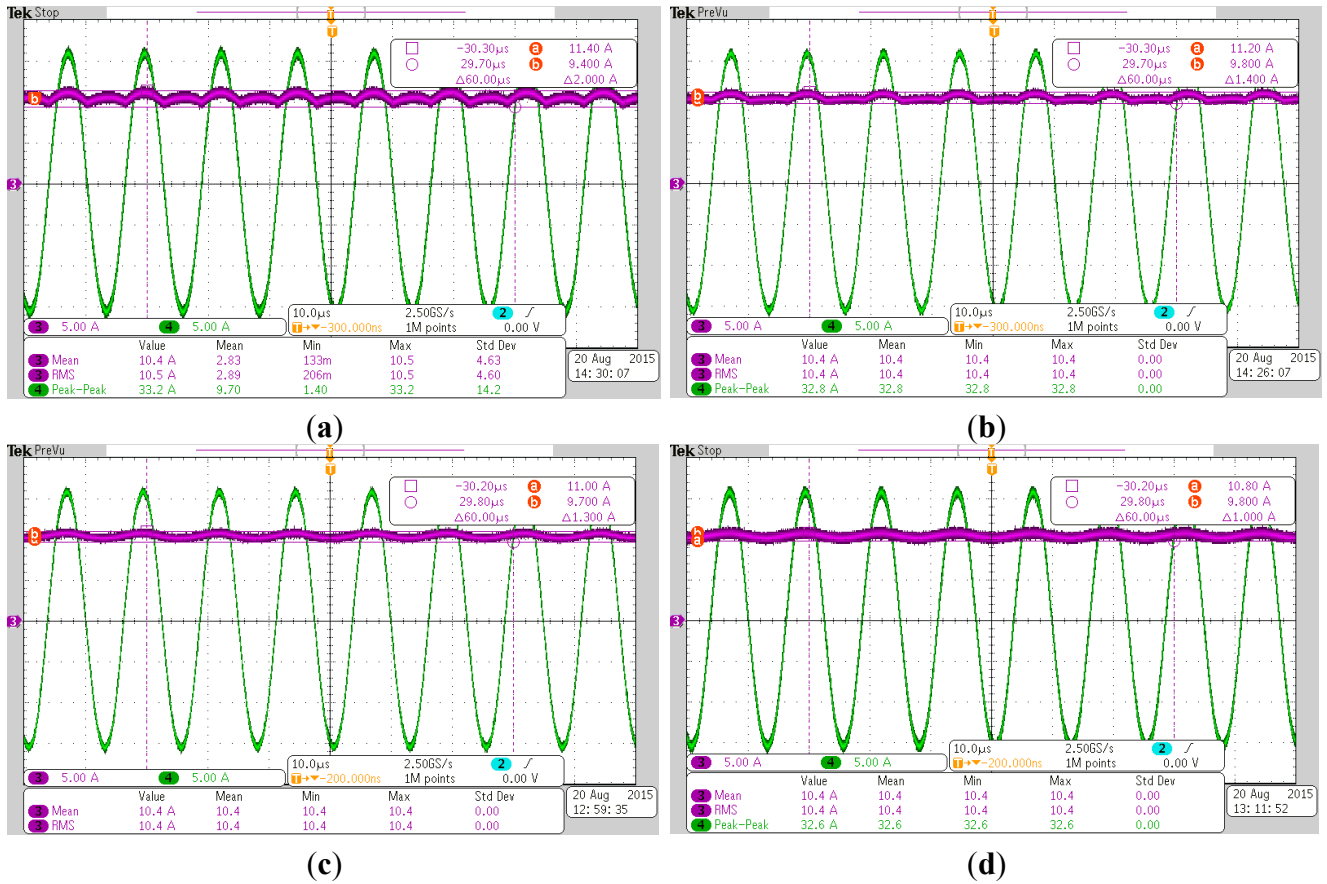 Tek Stop
T
T
-30.30μs a 11.40 A
29.70μs b 9.400 A
Δ60.00μs Δ2.000 A
b
3
3 5.00 A 4 5.00 A
10.0μs 2.50GS/s 2
T→▼-300.000ns 1M points 0.00 V
Value Mean Min Max Std Dev
3 Mean 10.4 A 2.83 133m 10.5 4.63
3 RMS 10.5 A 2.89 206m 10.5 4.60
4 Peak-Peak 33.2 A 9.70 1.40 33.2 14.2
20 Aug 2015
14:30:07
(a)
Tek PreVu
T
T
-30.30μs a 11.20 A
29.70μs b 9.800 A
Δ60.00μs Δ1.400 A
3
3 5.00 A 4 5.00 A
10.0μs 2.50GS/s 2
T→▼-300.000ns 1M points 0.00 V
Value Mean Min Max Std Dev
3 Mean 10.4 A 10.4 10.4 10.4 0.00
3 RMS 10.4 A 10.4 10.4 10.4 0.00
4 Peak-Peak 32.8 A 32.8 32.8 32.8 0.00
20 Aug 2015
14:26:07
(b)
Tek PreVu
T
T
-30.20μs a 11.00 A
29.80μs b 9.700 A
Δ60.00μs Δ1.300 A
b
3
3 5.00 A 4 5.00 A
10.0μs 2.50GS/s 2
T→▼-200.000ns 1M points 0.00 V
Value Mean Min Max Std Dev
3 Mean 10.4 A 10.4 10.4 10.4 0.00
3 RMS 10.4 A 10.4 10.4 10.4 0.00
20 Aug 2015
12:59:35
(c)
Tek Stop
T
T
-30.20μs a 10.80 A
29.80μs b 9.800 A
Δ60.00μs Δ1.000 A
a
3
3 5.00 A 4 5.00 A
10.0μs 2.50GS/s 2
T→▼-200.000ns 1M points 0.00 V
Value Mean Min Max Std Dev
3 Mean 10.4 A 10.4 10.4 10.4 0.00
3 RMS 10.4 A 10.4 10.4 10.4 0.00
4 Peak-Peak 32.6 A 32.6 32.6 32.6 0.00
20 Aug 2015
13:11:52
(d)